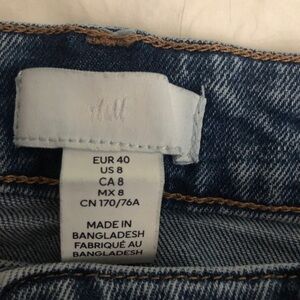 H&M
EUR 40
US 8
CA 8
MX 8
CN 170/76A
MADE IN
BANGLADESH
FABRIQUÉ AU
BANGLADESH